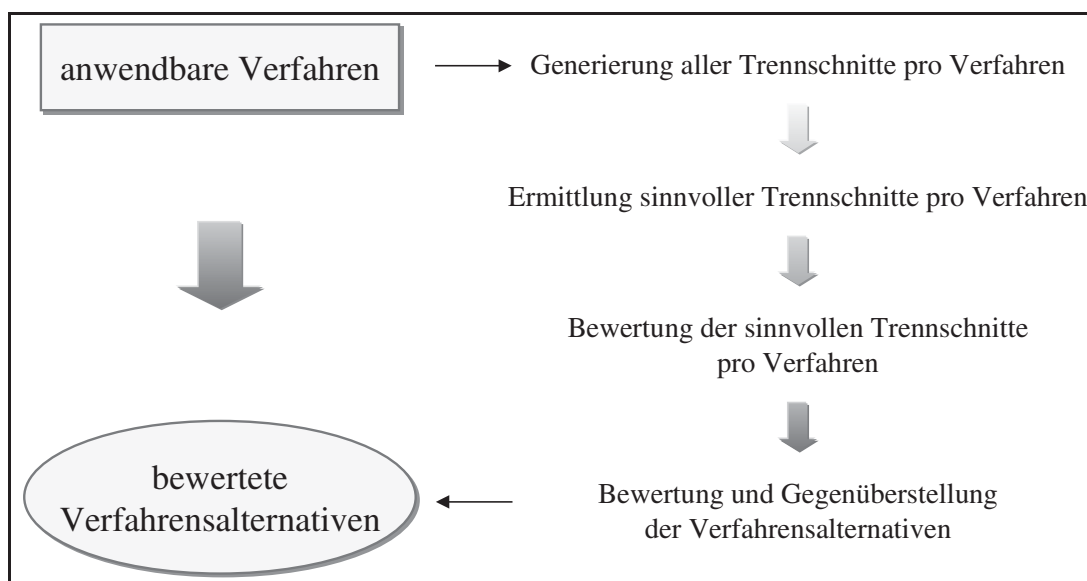 anwendbare Verfahren
Generierung aller Trennschnitte pro Verfahren
Ermittlung sinnvoller Trennschnitte pro Verfahren
Bewertung der sinnvollen Trennschnitte
pro Verfahren
Bewertung und Gegenüberstellung
der Verfahrensalternativen
bewertete
Verfahrensalternativen